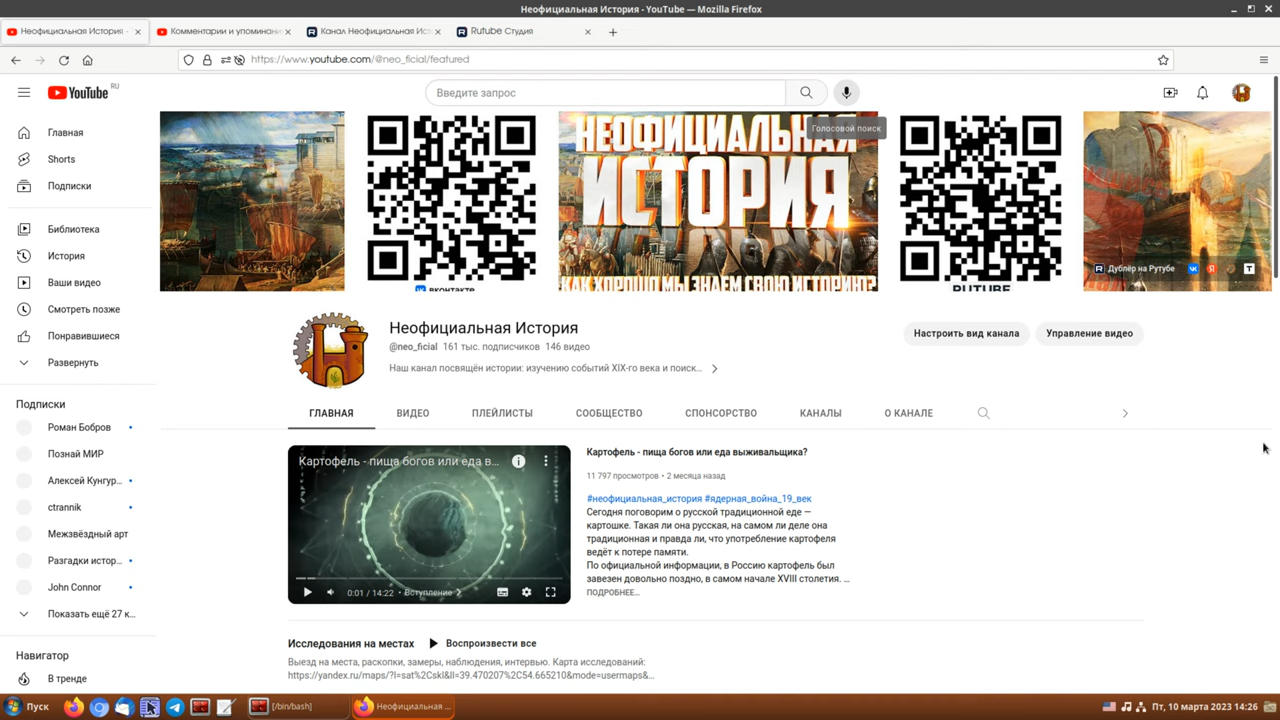 Неофициальная История - YouTube — Mozilla Firefox
Неофициальная История -
Комментарии и упоминани
Канал Неофициальная Ис
Rutube Студия
https://www.youtube.com/@neo_ficial/featured
YouTube RU
Введите запрос
Голосовой поиск
Главная
Shorts
Подписки
Библиотека
История
Ваши видео
Смотреть позже
Понравившиеся
Развернуть
Подписки
Роман Бобров
Познай МИР
Алексей Кунгур...
ctrannik
Межзвёздный арт
Разгадки истор...
John Connor
Показать ещё 27 к...
Навигатор
В тренде
НЕОФИЦИАЛЬНАЯ
ИСТОРИЯ
КАК ХОРОШО МЫ ЗНАЕМ СВОЮ ИСТОРИЮ?
вконтакте
RUTUBE
Дублёр на Рутубе
Неофициальная История
@neo_ficial 161 тыс. подписчиков 146 видео
Наш канал посвящён истории: изучению событий XIX-го века и поиск...
Настроить вид канала
Управление видео
ГЛАВНАЯ ВИДЕО ПЛЕЙЛИСТЫ СООБЩЕСТВО СПОНСОРСТВО КАНАЛЫ О КАНАЛЕ
Картофель - пища богов или еда в...
0:01 / 14:22 • Вступление
Картофель - пища богов или еда выживальщика?
11 797 просмотров • 2 месяца назад
#неофициальная_история #ядерная_война_19_век
Сегодня поговорим о русской традиционной еде —
картошке. Такая ли она русская, на самом ли деле она
традиционная и правда ли, что употребление картофеля
ведёт к потере памяти.
По официальной информации, в Россию картофель был
завезен довольно поздно, в самом начале XVIII столетия. ...
ПОДРОБНЕЕ...
Исследования на местах
Воспроизвести все
Выезд на места, раскопки, замеры, наблюдения, интервью. Карта исследований:
https://yandex.ru/maps/?l=sat%2Cskl&ll=39.470207%2C54.665210&mode=usermaps&...
Пуск
[/bin/bash]
Неофициальная ...
Пт, 10 марта 2023 14:26